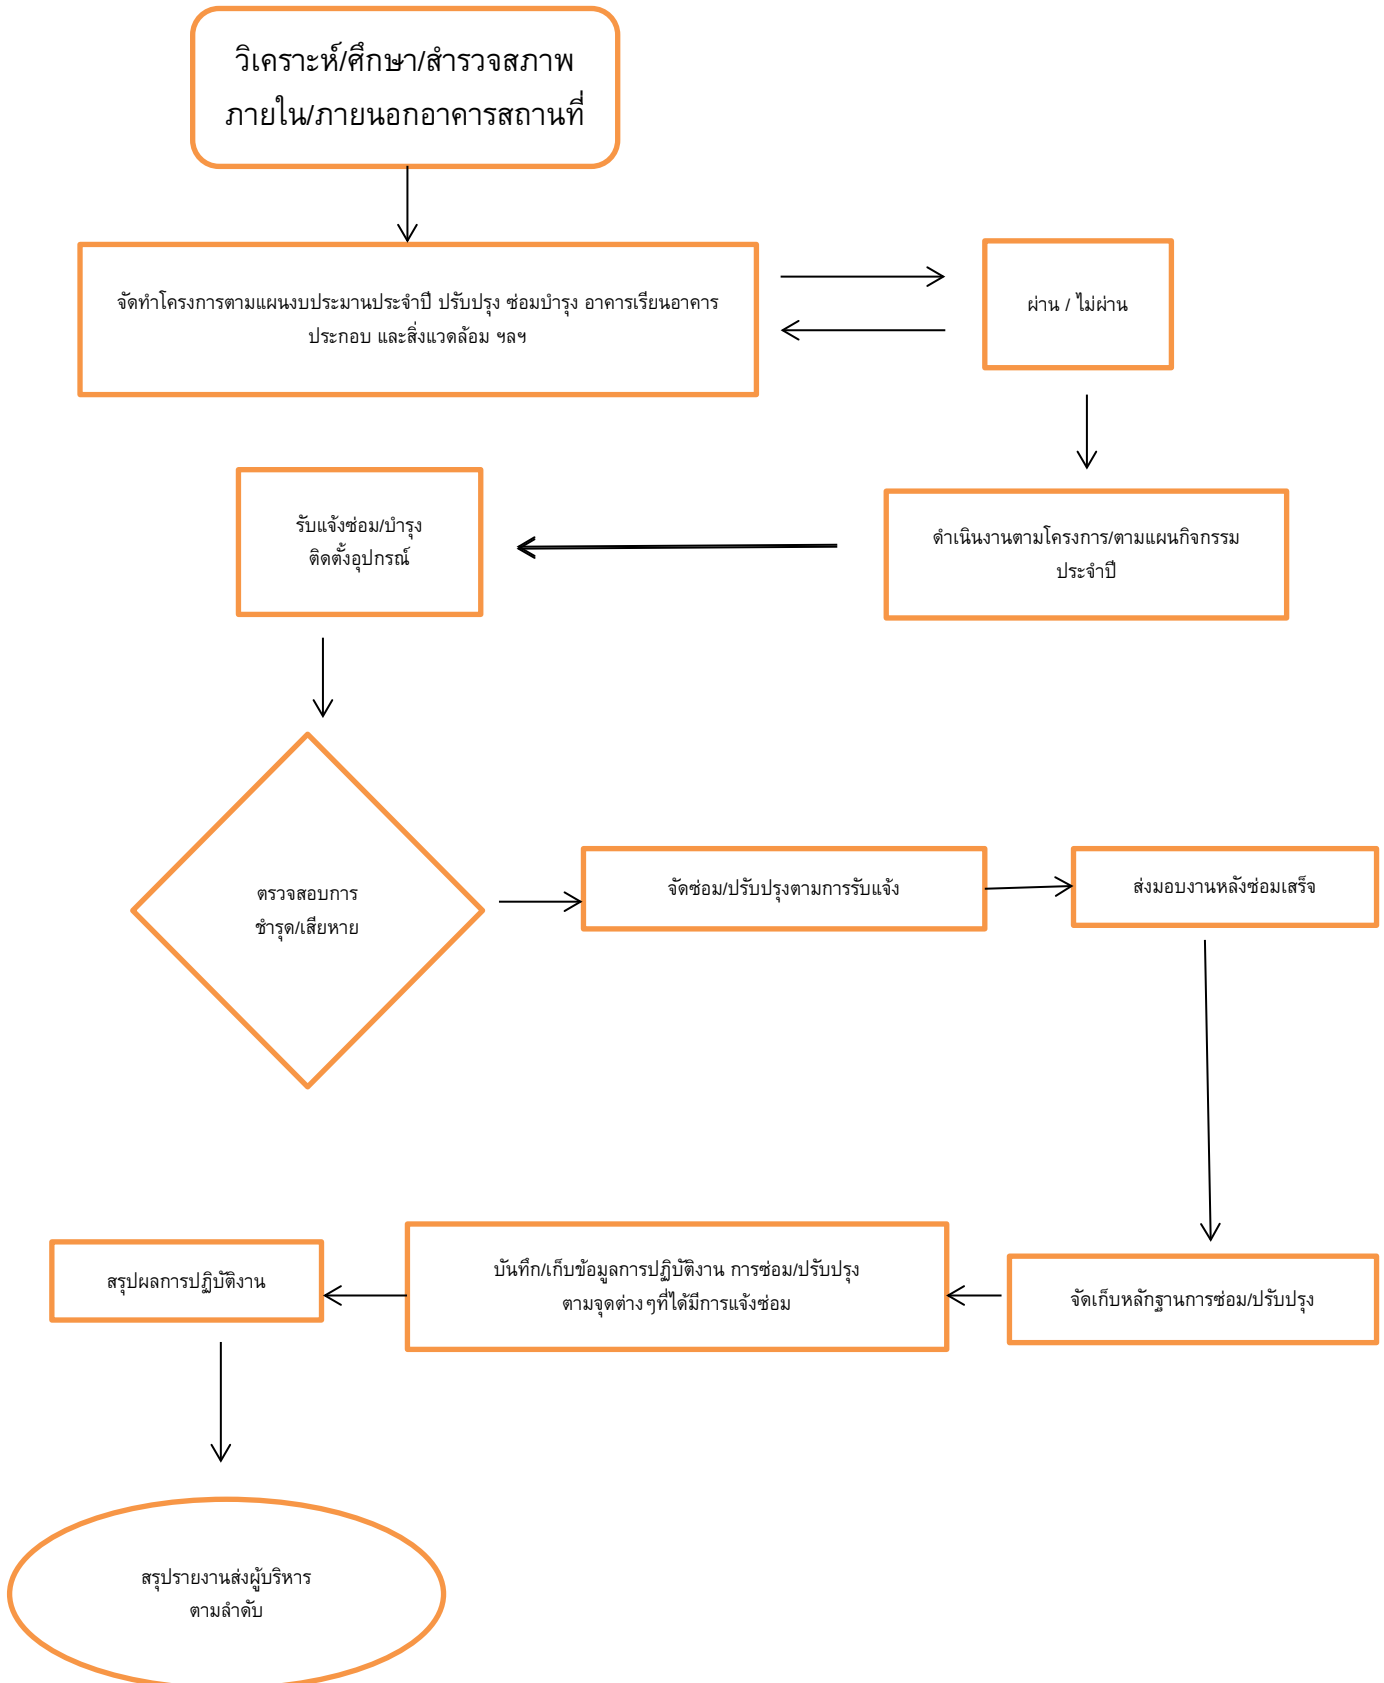 วิเคราะห์/ศึกษา/สำรวจสภาพ
ภายใน/ภายนอกอาคารสถานที่
จัดทำโครงการตามแผนงบประมานประจำปี ปรับปรุง ซ่อมบำรุง อาคารเรียนอาคาร
ประกอบ และสิ่งแวดล้อม ฯลฯ
ผ่าน / ไม่ผ่าน
รับแจ้งซ่อม/บำรุง
ติดตั้งอุปกรณ์
ดำเนินงานตามโครงการ/ตามแผนกิจกรรม
ประจำปี
ตรวจสอบการ
ชำรุด/เสียหาย
จัดซ่อม/ปรับปรุงตามการรับแจ้ง
ส่งมอบงานหลังซ่อมเสร็จ
สรุปผลการปฏิบัติงาน
บันทึก/เก็บข้อมูลการปฏิบัติงาน การซ่อม/ปรับปรุง
ตามจุดต่างๆที่ได้มีการแจ้งซ่อม
จัดเก็บหลักฐานการซ่อม/ปรับปรุง
สรุปรายงานส่งผู้บริหาร
ตามลำดับ